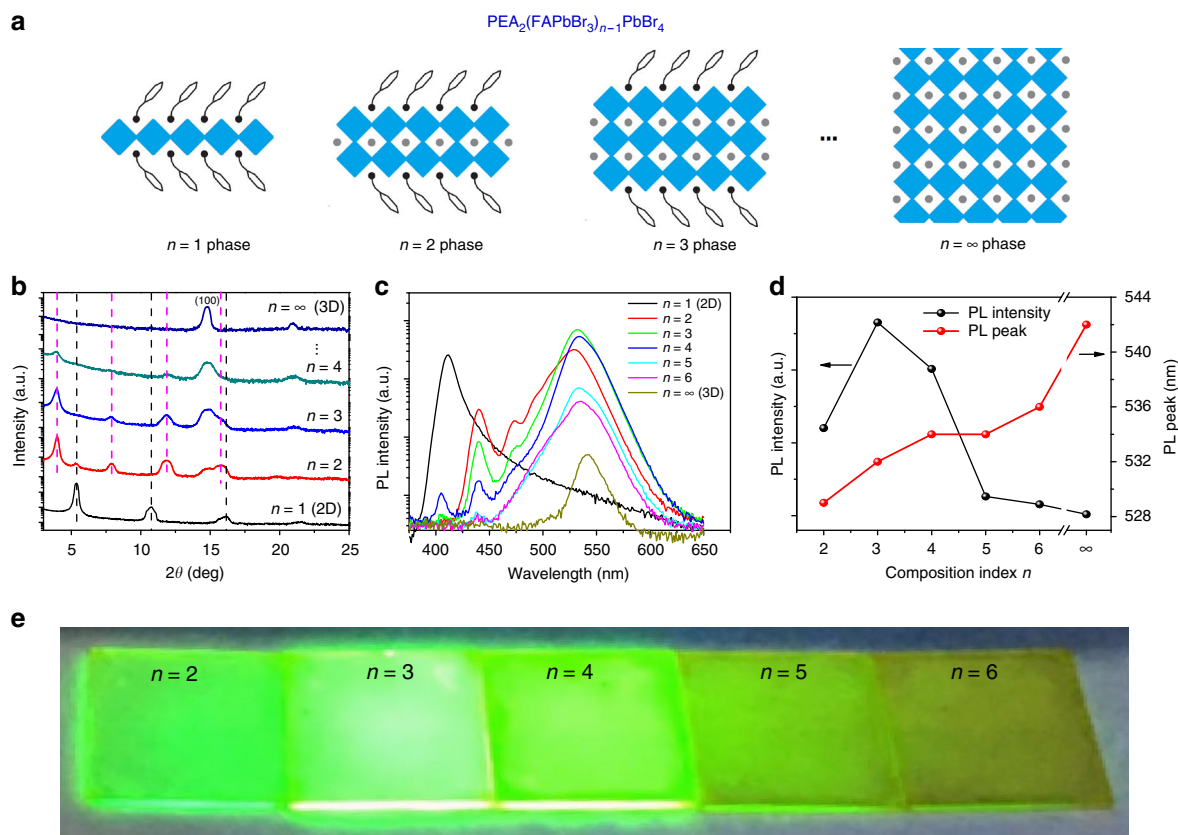 a
PEA₂(FAPbBr₃)ₙ₋₁PbBr₄
...
n = 1 phase
n = 2 phase
n = 3 phase
n = ∞ phase
b
Intensity (a.u.)
(100)
n = ∞ (3D)
⋮
n = 4
n = 3
n = 2
n = 1 (2D)
5 10 15 20 25
2θ (deg)
c
PL intensity (a.u.)
n = 1 (2D)
n = 2
n = 3
n = 4
n = 5
n = 6
n = ∞ (3D)
400 450 500 550 600 650
Wavelength (nm)
d
PL intensity (a.u.)
PL intensity
PL peak
544
540
536
532
528
PL peak (nm)
2 3 4 5 6 ∞
Composition index n
e
n = 2
n = 3
n = 4
n = 5
n = 6